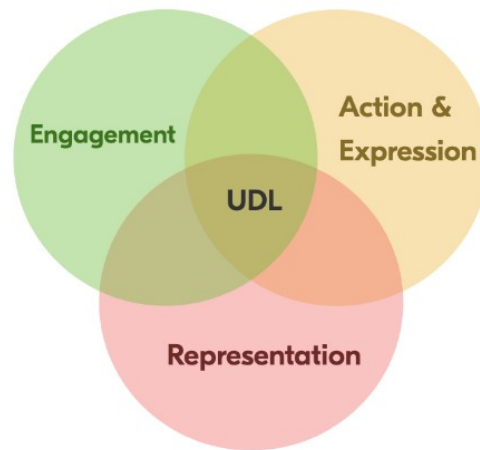 Engagement
Action &
Expression
UDL
Representation